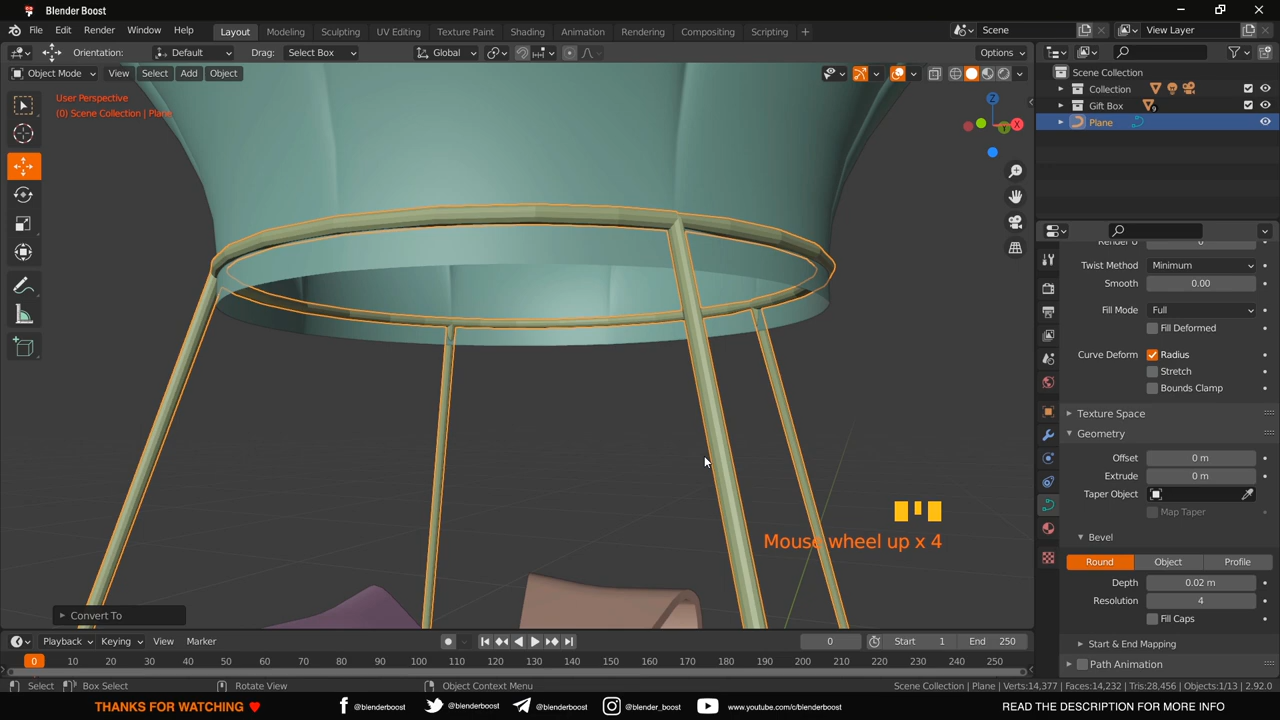 Blender Boost
File Edit Render Window Help
Layout Modeling Sculpting UV Editing Texture Paint Shading Animation Rendering Compositing Scripting +
Scene View Layer
Orientation: Default Drag: Select Box Global Options
Object Mode View Select Add Object
User Perspective
(0) Scene Collection | Plane
Z
X
Y
Scene Collection
Collection
Gift Box 9
Plane
Twist Method Minimum
Smooth 0.00
Fill Mode Full
Fill Deformed
Curve Deform Radius
Stretch
Bounds Clamp
Texture Space
Geometry
Offset 0 m
Extrude 0 m
Taper Object
Map Taper
Bevel
Round Object Profile
Depth 0.02 m
Resolution 4
Fill Caps
Start & End Mapping
Path Animation
Mouse wheel up x 4
Convert To
Playback Keying View Marker
0 Start 1 End 250
0 10 20 30 40 50 60 70 80 90 100 110 120 130 140 150 160 170 180 190 200 210 220 230 240 250
Select Box Select Rotate View Object Context Menu
Scene Collection | Plane Verts:14,377 | Faces:14,232 | Tris:28,456 | Objects:1/13 | 2.92.0
THANKS FOR WATCHING @blenderboost @blenderboost @blenderboost @blender_boost www.youtube.com/c/blenderboost READ THE DESCRIPTION FOR MORE INFO